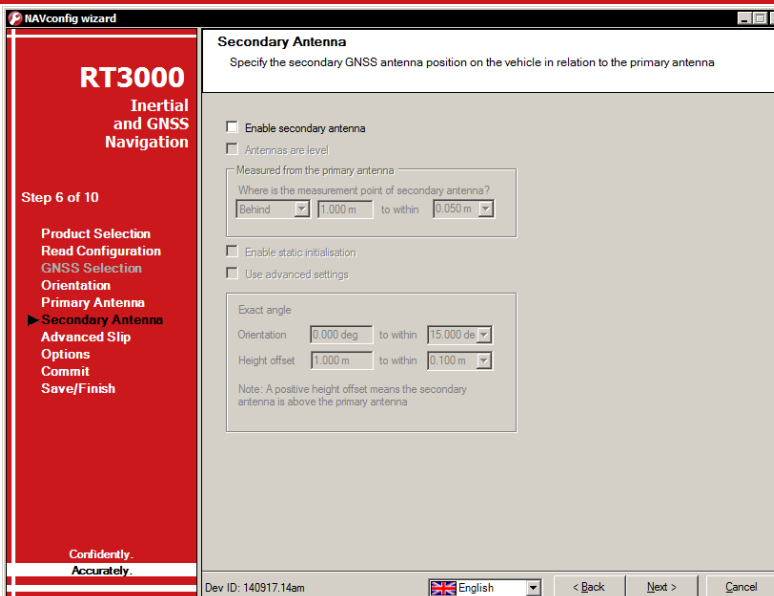 NAVconfig wizard
RT3000
Inertial
and GNSS
Navigation
Step 6 of 10
Product Selection
Read Configuration
GNSS Selection
Orientation
Primary Antenna
Secondary Antenna
Advanced Slip
Options
Commit
Save/Finish
Confidently.
Accurately.
Secondary Antenna
Specify the secondary GNSS antenna position on the vehicle in relation to the primary antenna
Enable secondary antenna
Antennas are level
Measured from the primary antenna
Where is the measurement point of secondary antenna?
Behind 1.000 m to within 0.050 m
Enable static initialisation
Use advanced settings
Exact angle
Orientation 0.000 deg to within 15.000 de
Height offset 1.000 m to within 0.100 m
Note: A positive height offset means the secondary
antenna is above the primary antenna
Dev ID: 140917.14am English < Back Next > Cancel